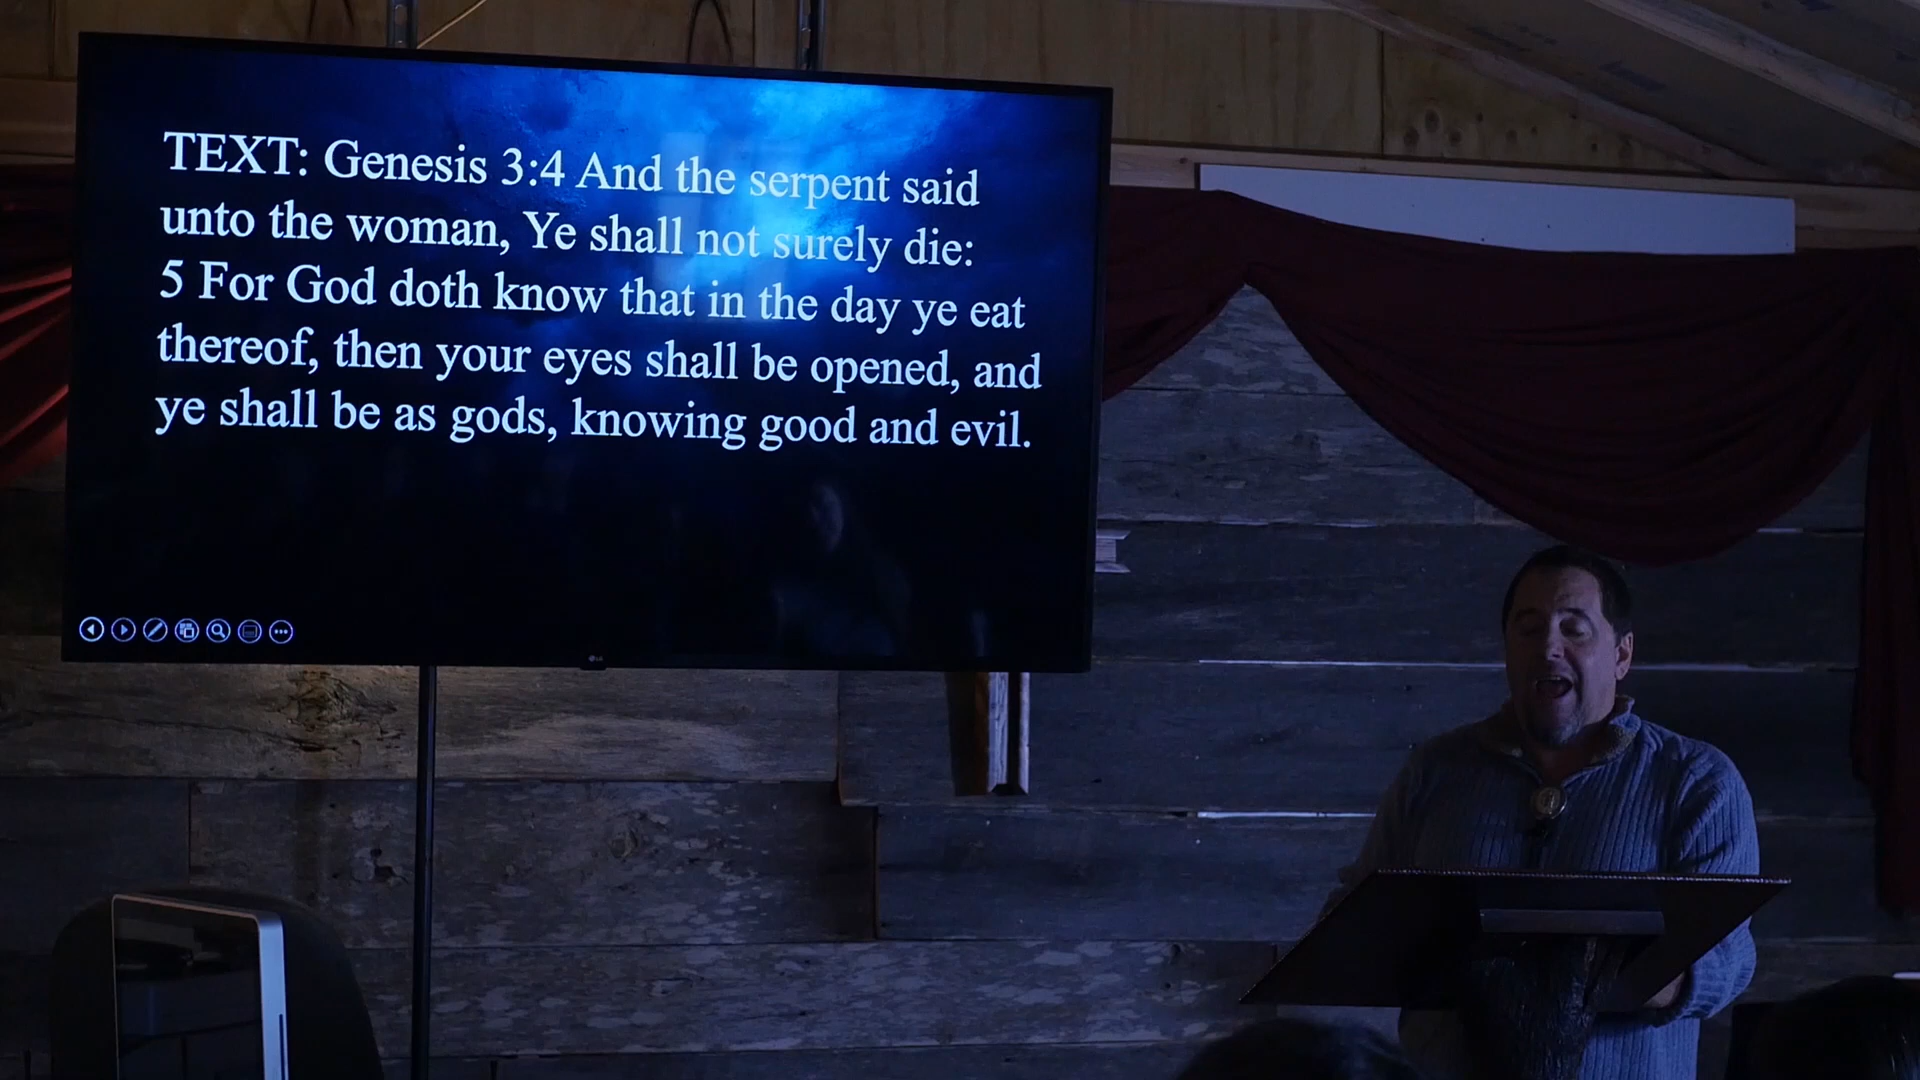 TEXT: Genesis 3:4 And the serpent said
unto the woman, Ye shall not surely die:
5 For God doth know that in the day ye eat
thereof, then your eyes shall be opened, and
ye shall be as gods, knowing good and evil.